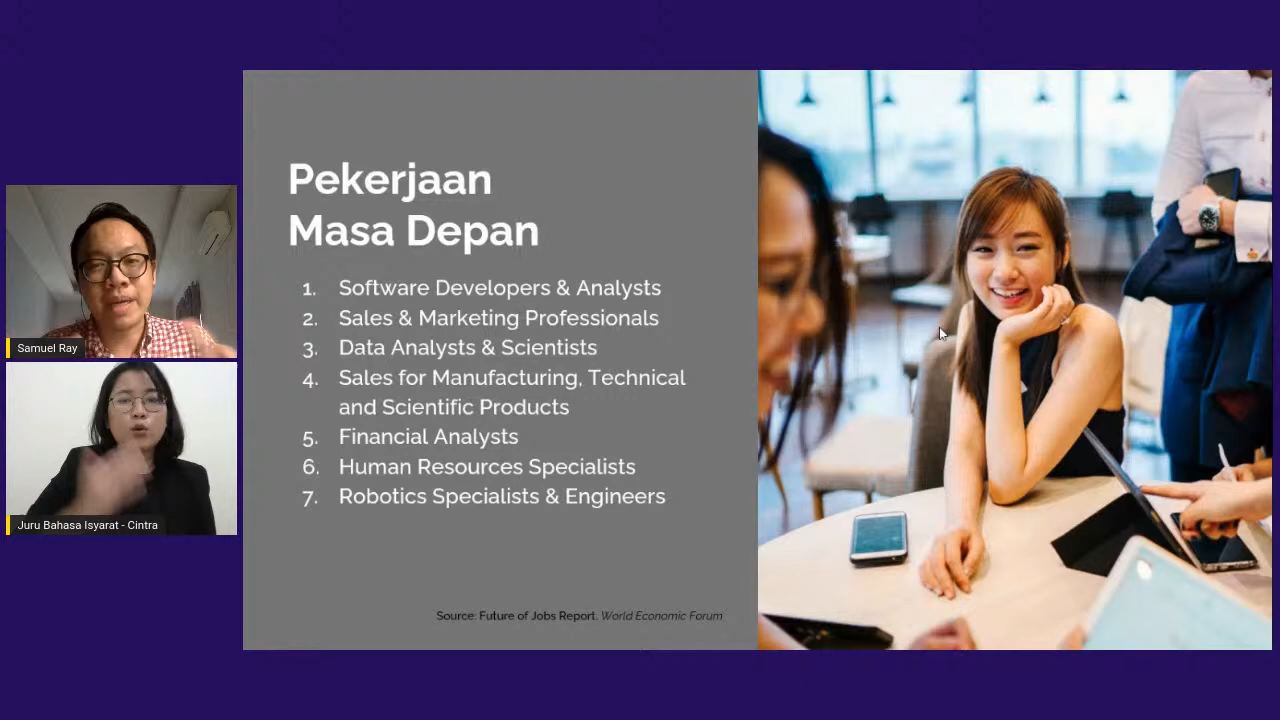 Pekerjaan
Masa Depan
1. Software Developers & Analysts
2. Sales & Marketing Professionals
3. Data Analysts & Scientists
4. Sales for Manufacturing, Technical
and Scientific Products
5. Financial Analysts
6. Human Resources Specialists
7. Robotics Specialists & Engineers
Source: Future of Jobs Report. World Economic Forum
Samuel Ray
Juru Bahasa Isyarat - Cintra